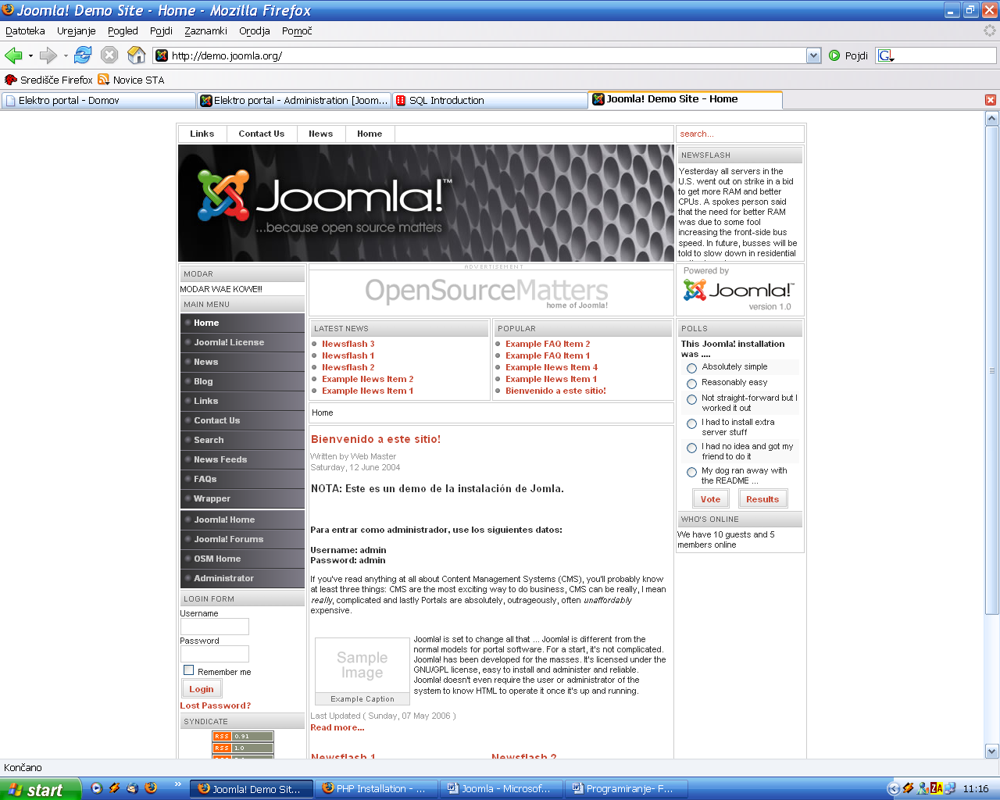 Joomla! Demo Site - Home - Mozilla Firefox
Datoteka Urejanje Pogled Pojdi Zaznamki Orodja Pomoč
http://demo.joomla.org/ Pojdi G
Središče Firefox Novice STA
Elektro portal - Domov Elektro portal - Administration [Joom... SQL Introduction Joomla! Demo Site - Home
Links Contact Us News Home
search...
Joomla!™
...because open source matters
NEWSFLASH
Yesterday all servers in the
U.S. went out on strike in a bid
to get more RAM and better
CPUs. A spokes person said
that the need for better RAM
was due to some fool
increasing the front-side bus
speed. In future, busses will be
told to slow down in residential
MODAR
MODAR WAE KOWE!!!
MAIN MENU
Home
Joomla! License
News
Blog
Links
Contact Us
Search
News Feeds
FAQs
Wrapper
Joomla! Home
Joomla! Forums
OSM Home
Administrator
LOGIN FORM
Username
Password
Remember me
Login
Lost Password?
SYNDICATE
RSS 0.91
RSS 1.0
ADVERTISEMENT
OpenSourceMatters
home of Joomla!
LATEST NEWS
Newsflash 3
Newsflash 1
Newsflash 2
Example News Item 2
Example News Item 1
POPULAR
Example FAQ Item 2
Example FAQ Item 1
Example News Item 4
Example News Item 1
Bienvenido a este sitio!
Home
Bienvenido a este sitio!
Written by Web Master
Saturday, 12 June 2004
NOTA: Este es un demo de la instalación de Jomla.
Para entrar como administrador, use los siguientes datos:
Username: admin
Password: admin
If you've read anything at all about Content Management Systems (CMS), you'll probably know
at least three things: CMS are the most exciting way to do business, CMS can be really, I mean
really, complicated and lastly Portals are absolutely, outrageously, often unaffordably
expensive.
Sample
Image
Example Caption
Joomla! is set to change all that ... Joomla! is different from the
normal models for portal software. For a start, it's not complicated.
Joomla! has been developed for the masses. It's licensed under the
GNU/GPL license, easy to install and administer and reliable.
Joomla! doesn't even require the user or administrator of the
system to know HTML to operate it once it's up and running.
Last Updated ( Sunday, 07 May 2006 )
Read more...
Newsflash 1 Newsflash 2
Powered by
Joomla!™
version 1.0
POLLS
This Joomla! installation
was ....
Absolutely simple
Reasonably easy
Not straight-forward but I
worked it out
I had to install extra
server stuff
I had no idea and got my
friend to do it
My dog ran away with
the README ...
Vote Results
WHO'S ONLINE
We have 10 guests and 5
members online
Končano
start » Joomla! Demo Sit... PHP Installation - ... Joomla - Microsof... Programiranje- F... ZA 11:16